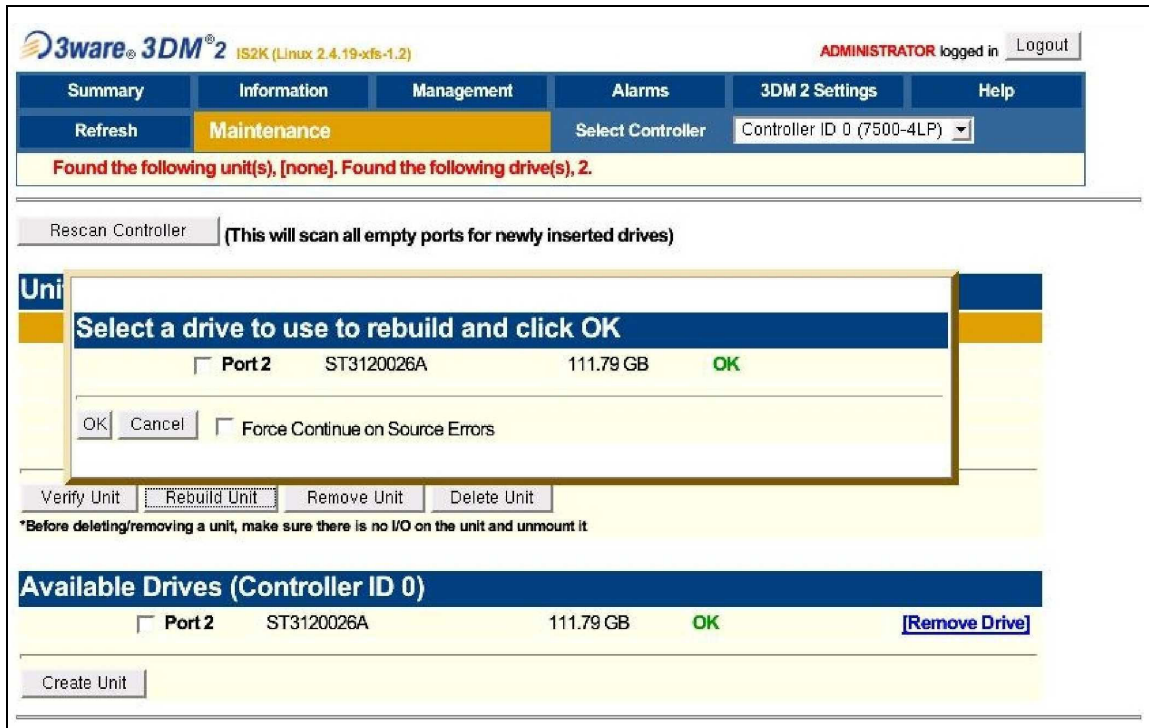 3ware® 3DM®2 IS2K (Linux 2.4.19-xfs-1.2) ADMINISTRATOR logged in Logout
Summary Information Management Alarms 3DM 2 Settings Help
Refresh Maintenance Select Controller Controller ID 0 (7500-4LP)
Found the following unit(s), [none]. Found the following drive(s), 2.
Rescan Controller (This will scan all empty ports for newly inserted drives)
Uni
Select a drive to use to rebuild and click OK
Port 2 ST3120026A 111.79 GB OK
OK Cancel Force Continue on Source Errors
Verify Unit Rebuild Unit Remove Unit Delete Unit
*Before deleting/removing a unit, make sure there is no I/O on the unit and unmount it
Available Drives (Controller ID 0)
Port 2 ST3120026A 111.79 GB OK [Remove Drive]
Create Unit